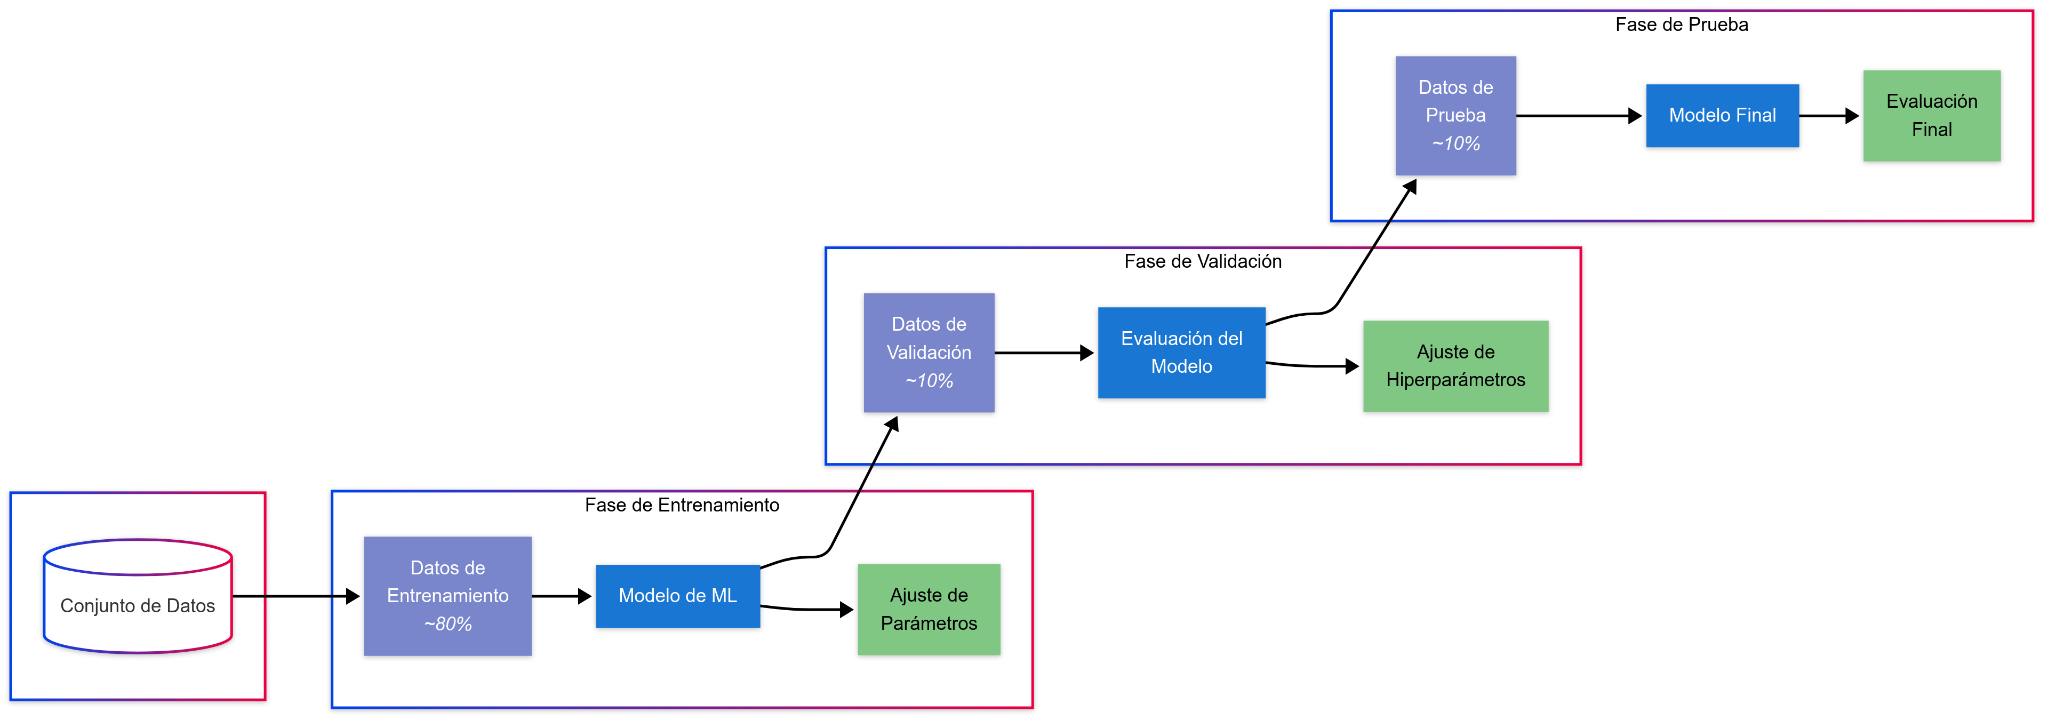 Fase de Prueba
Datos de
Prueba
~10%
Modelo Final
Evaluación
Final
Fase de Validación
Datos de
Validación
~10%
Evaluación del
Modelo
Ajuste de
Hiperparámetros
Fase de Entrenamiento
Conjunto de Datos
Datos de
Entrenamiento
~80%
Modelo de ML
Ajuste de
Parámetros